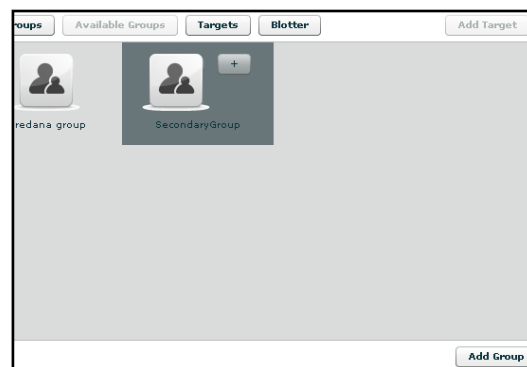 roups Available Groups Targets Blotter Add Target
+
redana group SecondaryGroup
Add Group